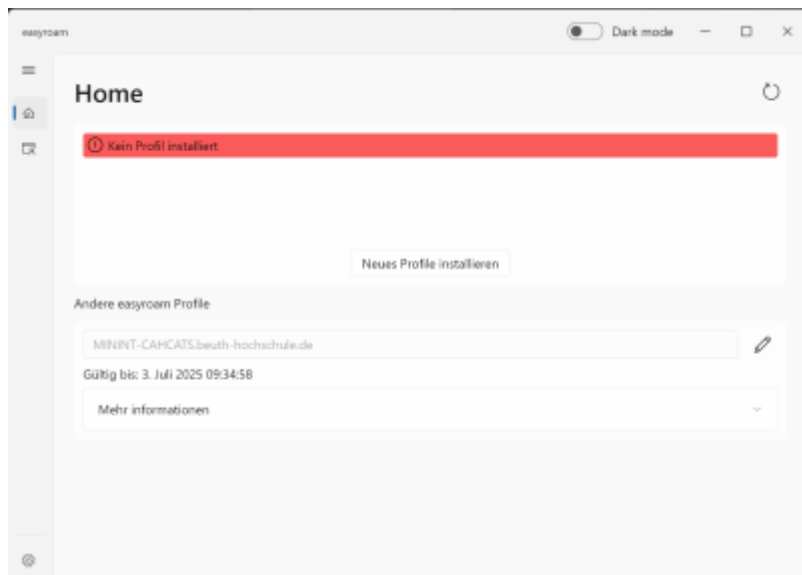 easyroam
Dark mode
Home
Kein Profil installiert
Neues Profile installieren
Andere easyroam Profile
MININT-CAHCATS.beuth-hochschule.de
Gültig bis: 3. Juli 2025 09:34:58
Mehr informationen